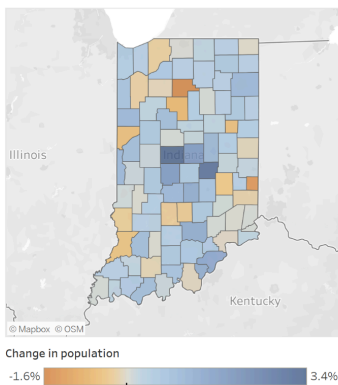 Indiana
Illinois
Kentucky
© Mapbox © OSM
Change in population
-1.6% 3.4%